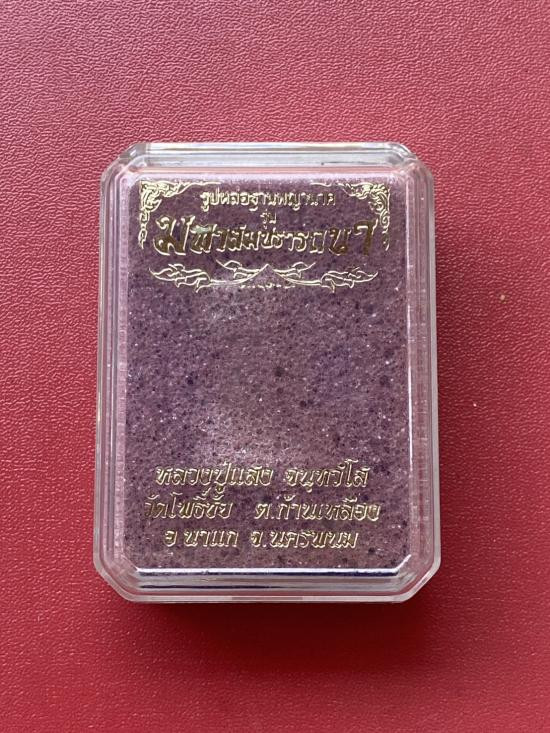 รูปหล่อฐานพญานาค
รุ่น
มหาสมปรารถนา
หลวงปู่แสง จนฺทวํโส
วัดโพธิ์ชัย ต.ก้านเหลือง
อ.นาแก จ.นครพนม